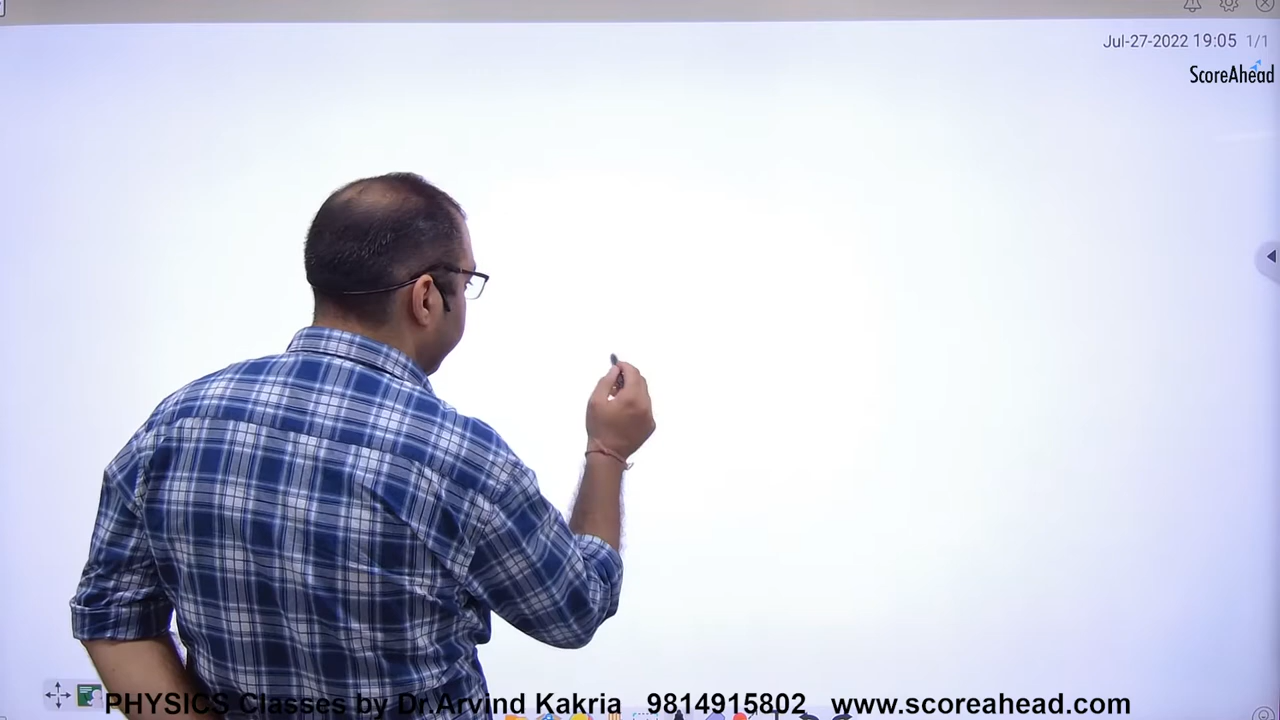 Jul-27-2022 19:05 1/1
ScoreAhead
PHYSICS Classes by Dr.Arvind Kakria 9814915802 www.scoreahead.com